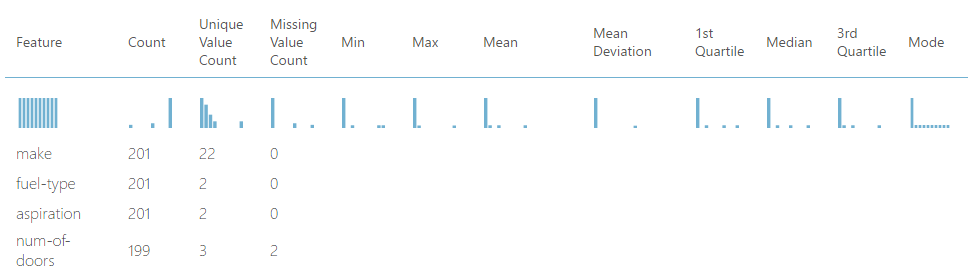 Feature Count Unique Value Count Missing Value Count Min Max Mean Mean Deviation 1st Quartile Median 3rd Quartile Mode
make 201 22 0
fuel-type 201 2 0
aspiration 201 2 0
num-of-doors 199 3 2